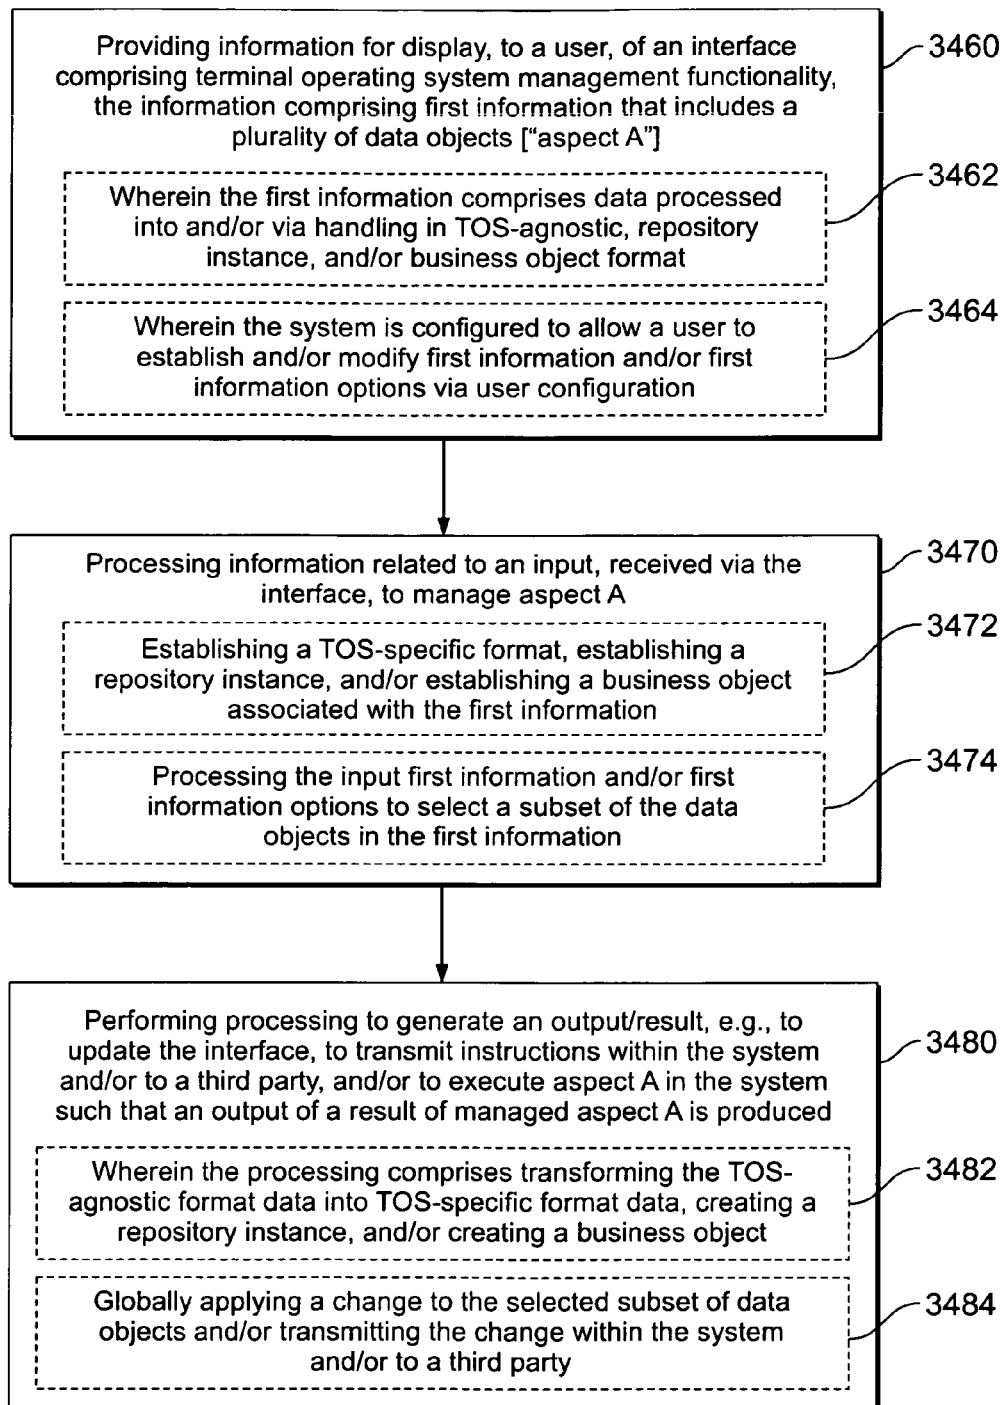 Providing information for display, to a user, of an interface
comprising terminal operating system management functionality,
the information comprising first information that includes a
plurality of data objects [“aspect A”]
3460
Wherein the first information comprises data processed
into and/or via handling in TOS-agnostic, repository
instance, and/or business object format
3462
Wherein the system is configured to allow a user to
establish and/or modify first information and/or first
information options via user configuration
3464
Processing information related to an input, received via the
interface, to manage aspect A
3470
Establishing a TOS-specific format, establishing a
repository instance, and/or establishing a business object
associated with the first information
3472
Processing the input first information and/or first
information options to select a subset of the data
objects in the first information
3474
Performing processing to generate an output/result, e.g., to
update the interface, to transmit instructions within the system
and/or to a third party, and/or to execute aspect A in the system
such that an output of a result of managed aspect A is produced
3480
Wherein the processing comprises transforming the TOS-
agnostic format data into TOS-specific format data, creating a
repository instance, and/or creating a business object
3482
Globally applying a change to the selected subset of data
objects and/or transmitting the change within the system
and/or to a third party
3484